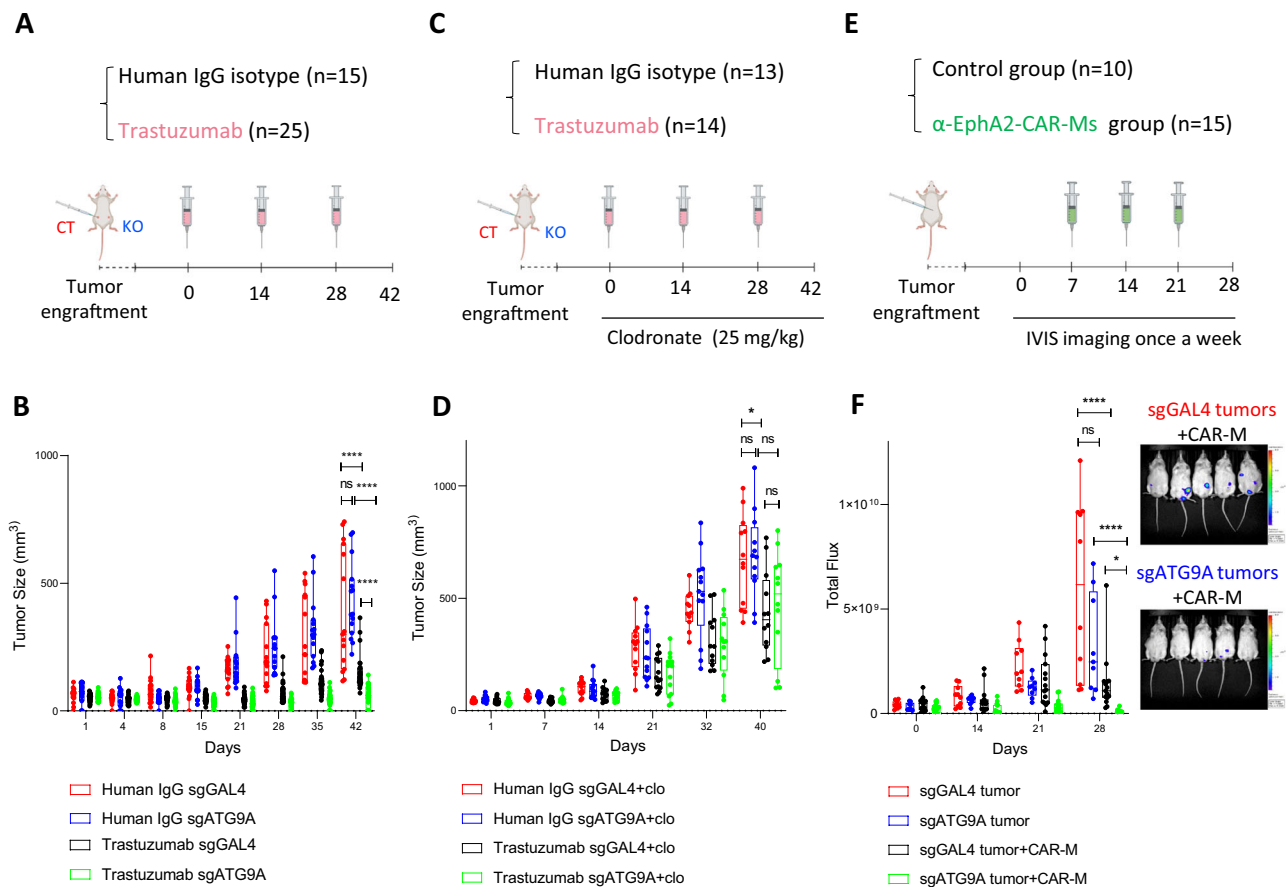 A
Human IgG isotype (n=15)
Trastuzumab (n=25)
CT
KO
Tumor
engraftment
0
14
28
42
C
Human IgG isotype (n=13)
Trastuzumab (n=14)
CT
KO
Tumor
engraftment
0
14
28
42
Clodronate (25 mg/kg)
E
Control group (n=10)
α-EphA2-CAR-Ms group (n=15)
Tumor
engraftment
0
7
14
21
28
IVIS imaging once a week
B
Tumor Size (mm³)
1000
500
0
****
ns
****
****
1
4
8
15
21
28
35
42
Days
Human IgG sgGAL4
Human IgG sgATG9A
Trastuzumab sgGAL4
Trastuzumab sgATG9A
D
Tumor Size (mm³)
1000
500
0
*
ns
ns
ns
1
7
14
21
32
40
Days
Human IgG sgGAL4+clo
Human IgG sgATG9A+clo
Trastuzumab sgGAL4+clo
Trastuzumab sgATG9A+clo
F
Total Flux
1×10¹⁰
5×10⁹
0
****
ns
****
*
0
14
21
28
Days
sgGAL4 tumor
sgATG9A tumor
sgGAL4 tumor+CAR-M
sgATG9A tumor+CAR-M
sgGAL4 tumors
+CAR-M
sgATG9A tumors
+CAR-M